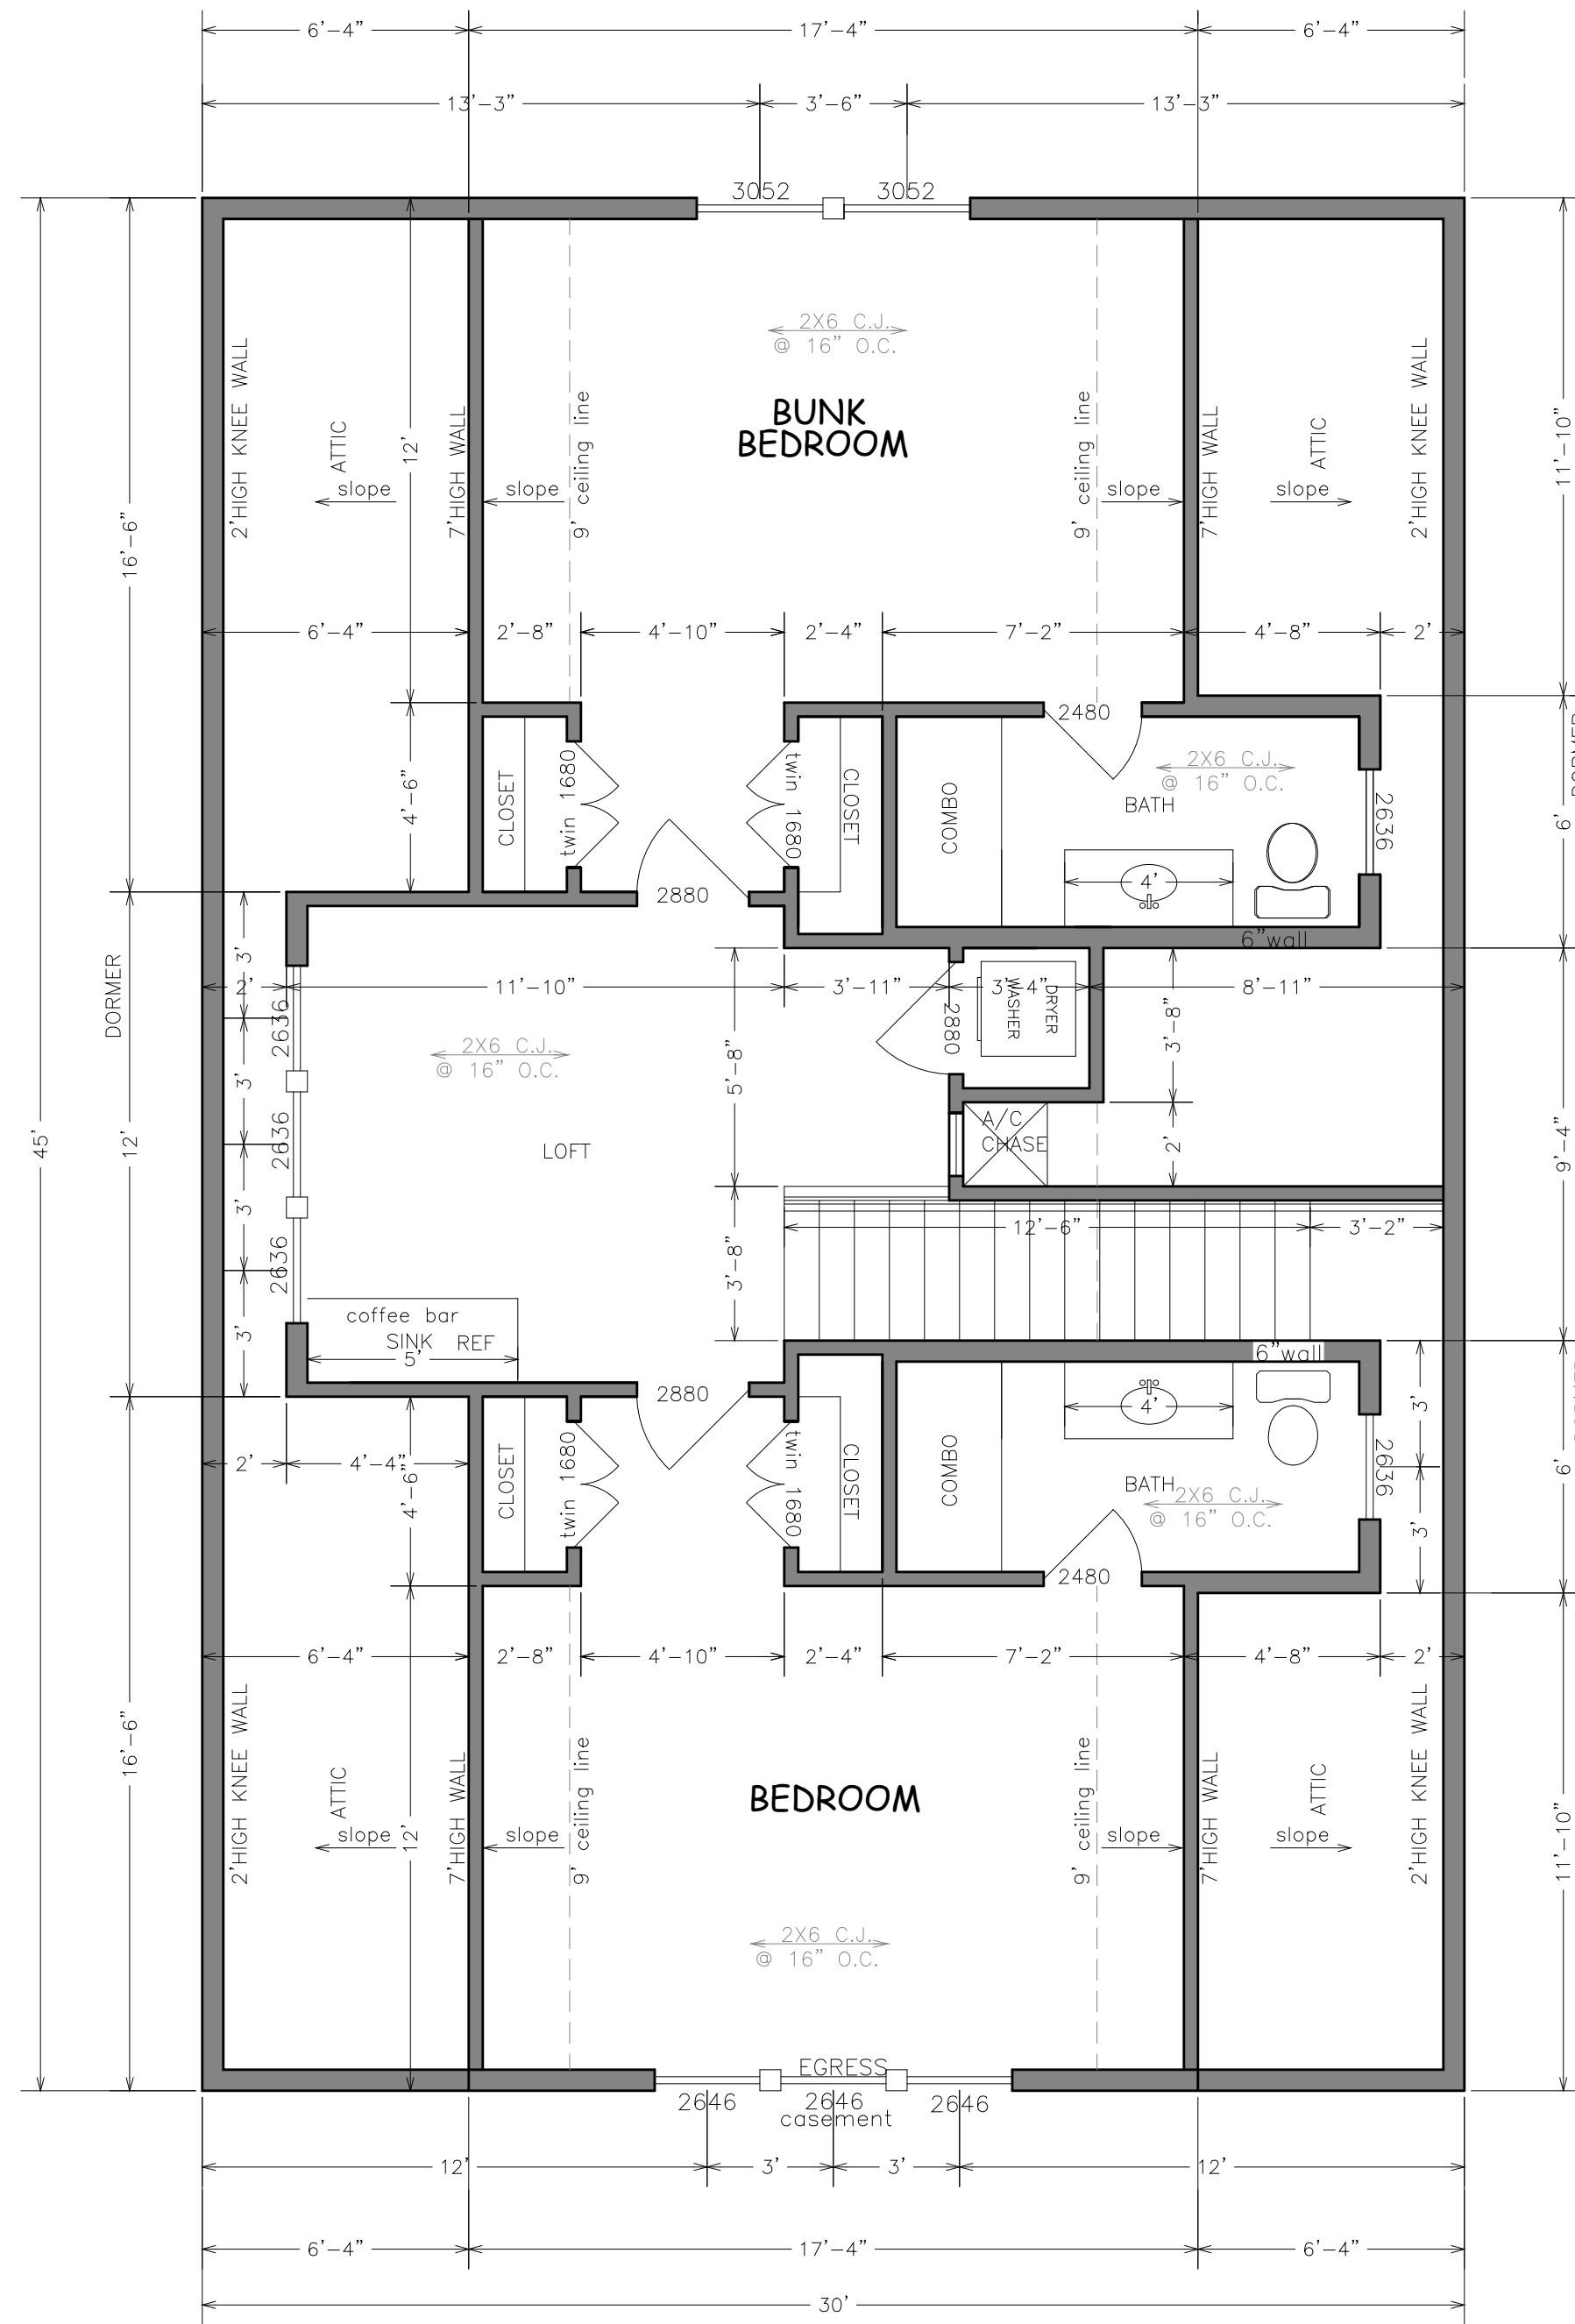 6'-4" 17'-4" 6'-4"
13'-3" 3'-6" 13'-3"
3052 3052
2X6 C.J.
@ 16" O.C.
BUNK
BEDROOM
2'HIGH KNEE WALL
ATTIC
slope
12'
7'HIGH WALL
slope
9' ceiling line
9' ceiling line
slope
7'HIGH WALL
ATTIC
slope
2'HIGH KNEE WALL
11'-10"
16'-6"
6'-4" 2'-8" 4'-10" 2'-4" 7'-2" 4'-8" 2'
2480
4'-6"
CLOSET
twin 1680
twin 1680
CLOSET
COMBO
2X6 C.J.
@ 16" O.C.
BATH
4'
2636
6'
2880
6"wall
DORMER
3'
2' 11'-10" 3'-11" 3'-4" 8'-11"
2636
WASHER
DRYER
2880
3'-8"
2X6 C.J.
@ 16" O.C.
3'
5'-8"
45'
12'
2636
LOFT
A/C
CHASE
2'
9'-4"
3'
12'-6" 3'-2"
3'-8"
2636
coffee bar
SINK REF
5'
3'
6"wall
2880
4'
3'
2' 4'-4"
4'-6"
CLOSET
twin 1680
twin 1680
CLOSET
COMBO
BATH
2X6 C.J.
@ 16" O.C.
2636
6'
3'
2480
6'-4" 2'-8" 4'-10" 2'-4" 7'-2" 4'-8" 2'
16'-6"
2'HIGH KNEE WALL
ATTIC
slope
12'
7'HIGH WALL
slope
9' ceiling line
BEDROOM
9' ceiling line
slope
7'HIGH WALL
ATTIC
slope
2'HIGH KNEE WALL
11'-10"
2X6 C.J.
@ 16" O.C.
EGRESS
2646 2646 2646
casement
12' 3' 3' 12'
6'-4" 17'-4" 6'-4"
30'